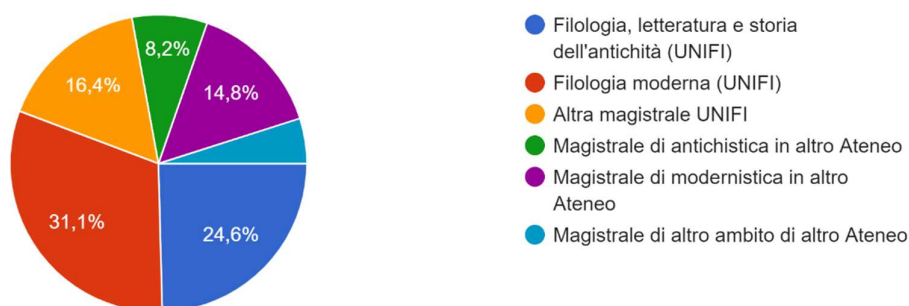 8,2%
16,4%
14,8%
31,1%
24,6%
Filologia, letteratura e storia
dell'antichità (UNIFI)
Filologia moderna (UNIFI)
Altra magistrale UNIFI
Magistrale di antichistica in altro Ateneo
Magistrale di modernistica in altro
Ateneo
Magistrale di altro ambito di altro Ateneo